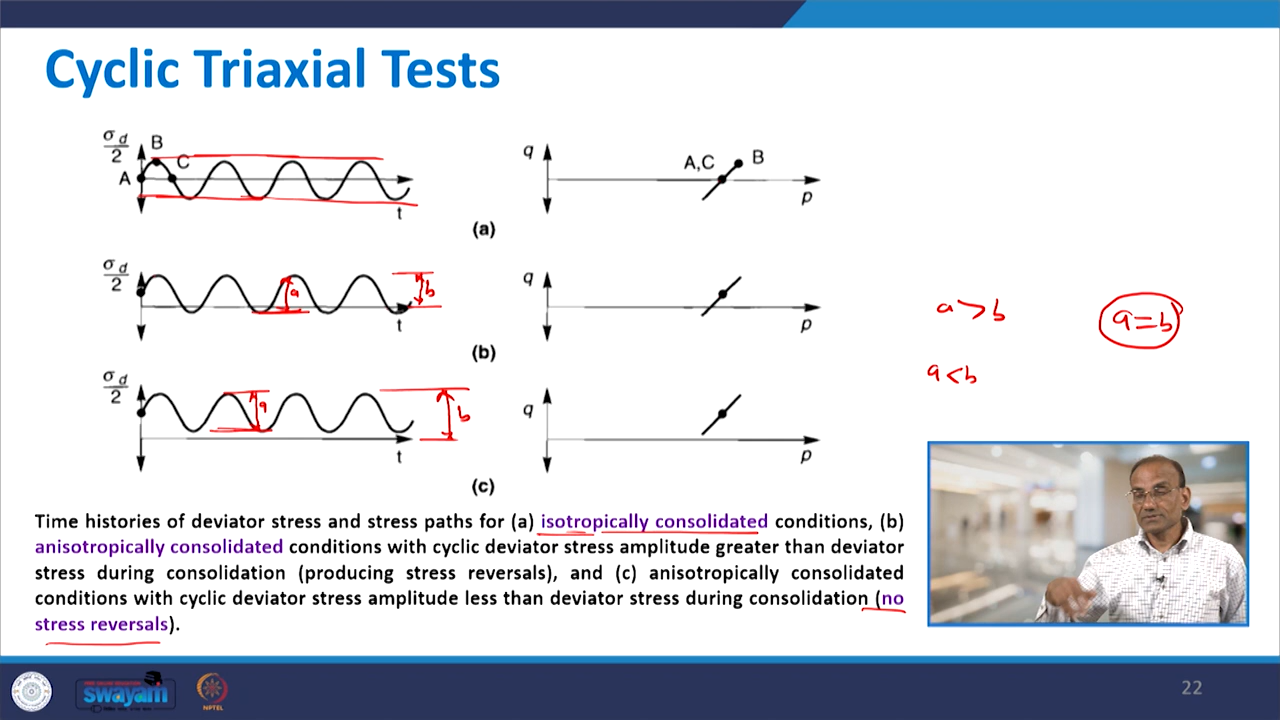 Cyclic Triaxial Tests
σd/2
B
C
A
t
q
A,C
B
p
(a)
σd/2
a
b
t
q
p
(b)
a > b
a = b
a < b
σd/2
a
b
t
q
p
(c)
Time histories of deviator stress and stress paths for (a) isotropically consolidated conditions, (b)
anisotropically consolidated conditions with cyclic deviator stress amplitude greater than deviator
stress during consolidation (producing stress reversals), and (c) anisotropically consolidated
conditions with cyclic deviator stress amplitude less than deviator stress during consolidation (no
stress reversals).
swayam
NPTEL
22